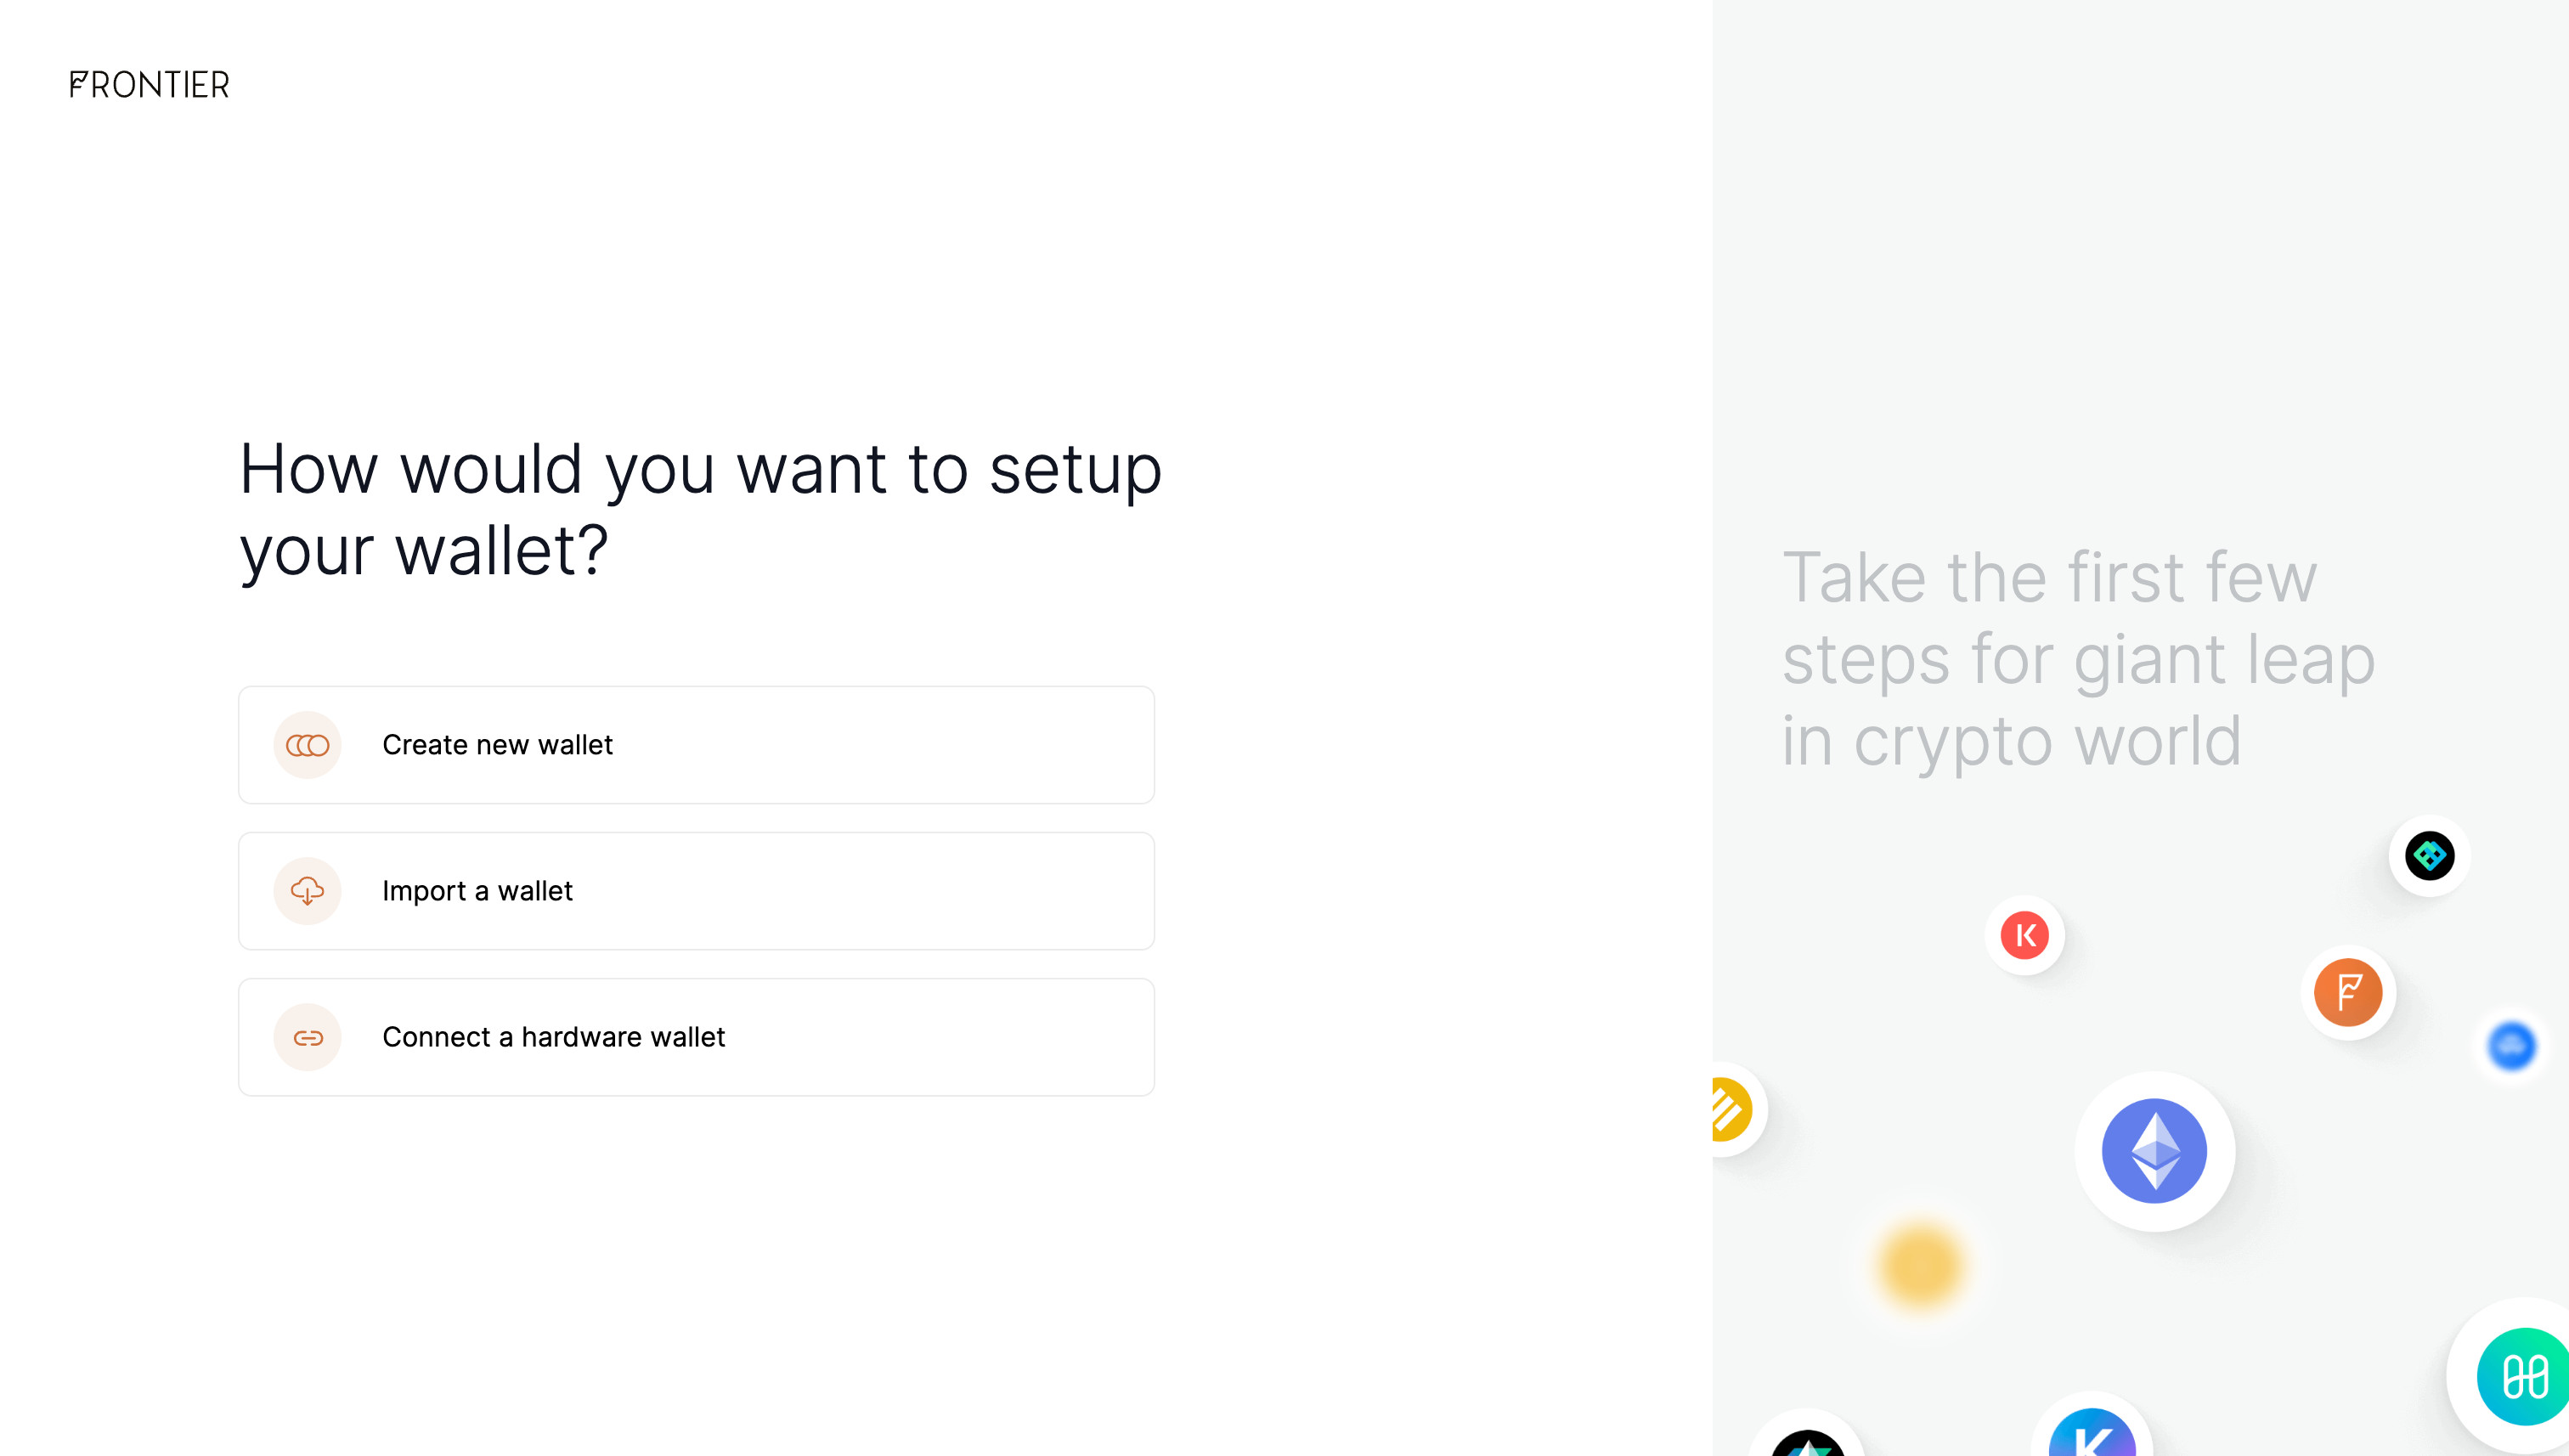 FRONTIER
How would you want to setup
your wallet?
Create new wallet
Import a wallet
Connect a hardware wallet
Take the first few
steps for giant leap
in crypto world
K
F
K